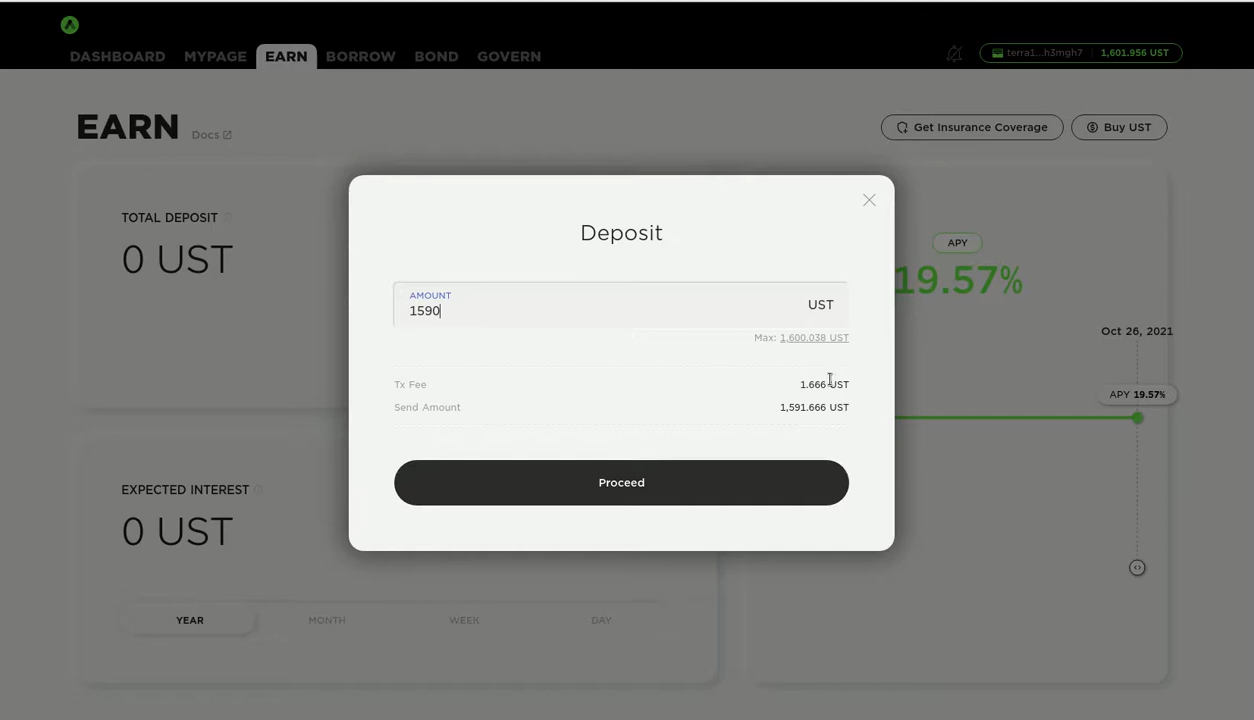 DASHBOARD MYPAGE EARN BORROW BOND GOVERN
terra1...h3mgh7 1,601.956 UST
EARN Docs
Get Insurance Coverage Buy UST
TOTAL DEPOSIT
0 UST
APY
19.57%
Oct 26, 2021
APY 19.57%
EXPECTED INTEREST
0 UST
YEAR MONTH WEEK DAY
Deposit
AMOUNT
1590 UST
Max: 1,600.038 UST
Tx Fee 1.666 UST
Send Amount 1,591.666 UST
Proceed